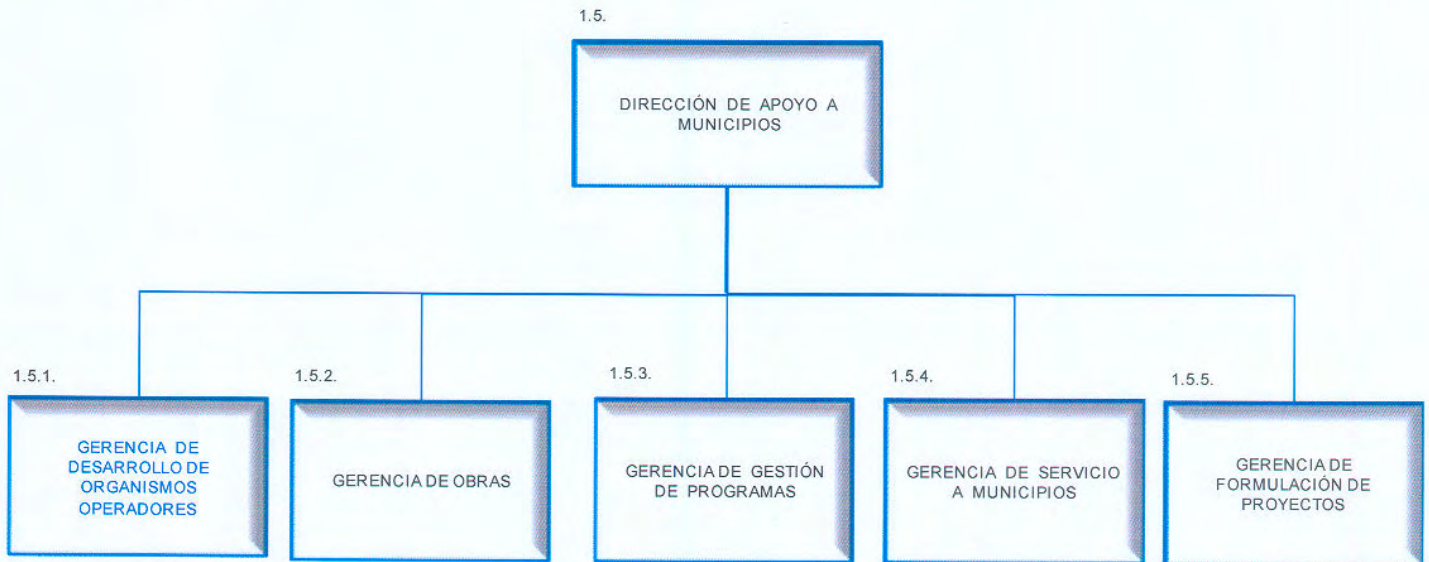 1.5.
DIRECCIÓN DE APOYO A
MUNICIPIOS
1.5.1.
GERENCIA DE
DESARROLLO DE
ORGANISMOS
OPERADORES
1.5.2.
GERENCIA DE OBRAS
1.5.3.
GERENCIA DE GESTIÓN
DE PROGRAMAS
1.5.4.
GERENCIA DE SERVICIO
A MUNICIPIOS
1.5.5.
GERENCIA DE
FORMULACIÓN DE
PROYECTOS